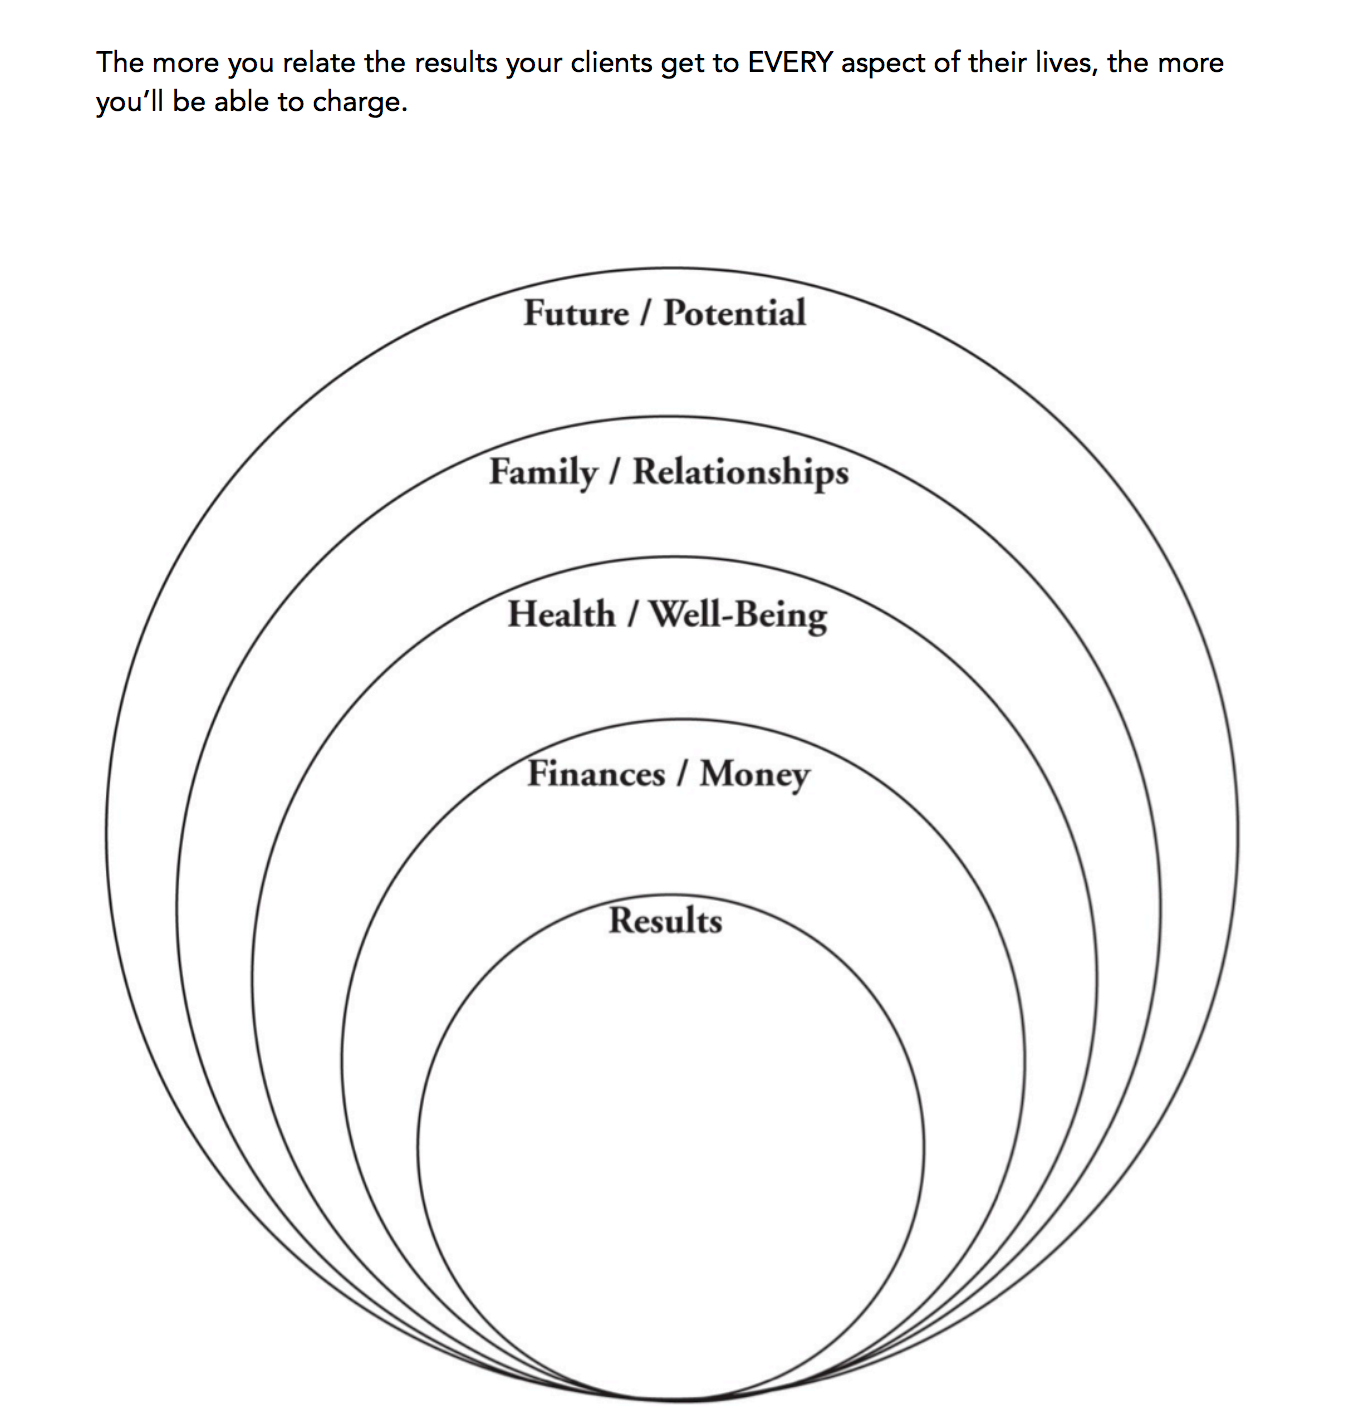 The more you relate the results your clients get to EVERY aspect of their lives, the more
you’ll be able to charge.
Future / Potential
Family / Relationships
Health / Well-Being
Finances / Money
Results